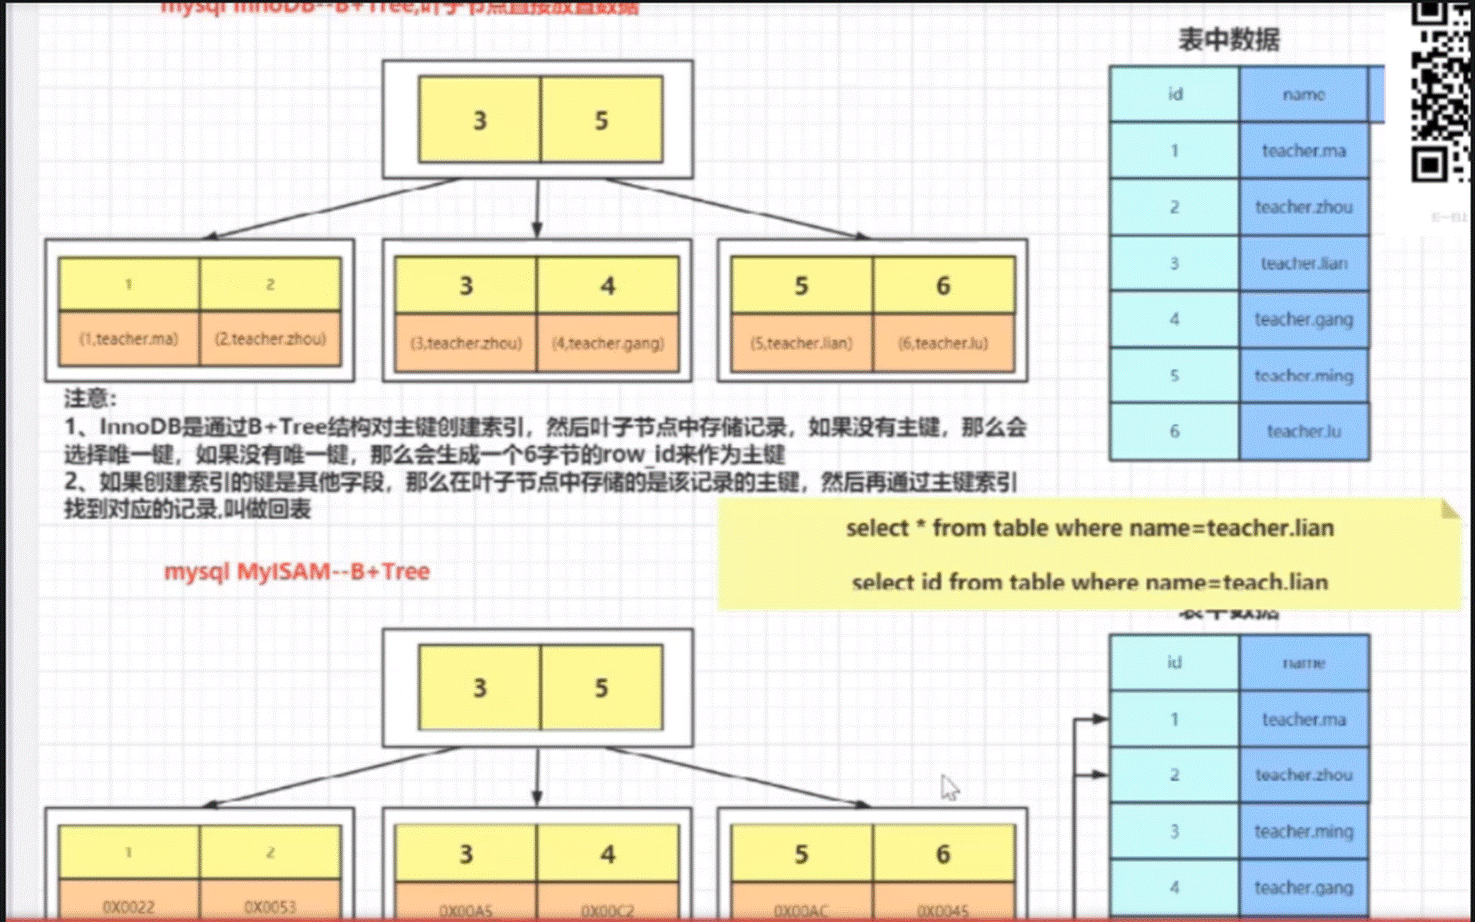 mysql InnoDB--B+Tree,叶子节点直接放置数据
表中数据
3 5
id name
1 teacher.ma
2 teacher.zhou
3 teacher.lian
4 teacher.gang
5 teacher.ming
6 teacher.lu
1 2
(1,teacher.ma) (2.teacher.zhou)
3 4
(3,teacher.zhou) (4,teacher.gang)
5 6
(5,teacher.lian) (6,teacher.lu)
注意:
1、InnoDB是通过B+Tree结构对主键创建索引，然后叶子节点中存储记录，如果没有主键，那么会
选择唯一键，如果没有唯一键，那么会生成一个6字节的row_id来作为主键
2、如果创建索引的键是其他字段，那么在叶子节点中存储的是该记录的主键，然后再通过主键索引
找到对应的记录,叫做回表
select * from table where name=teacher.lian
select id from table where name=teach.lian
mysql MyISAM--B+Tree
表中数据
3 5
id name
1 teacher.ma
2 teacher.zhou
3 teacher.ming
4 teacher.gang
1 2
0X0022 0X0053
3 4
0X00A5 0X00C2
5 6
0X00AC 0X0045